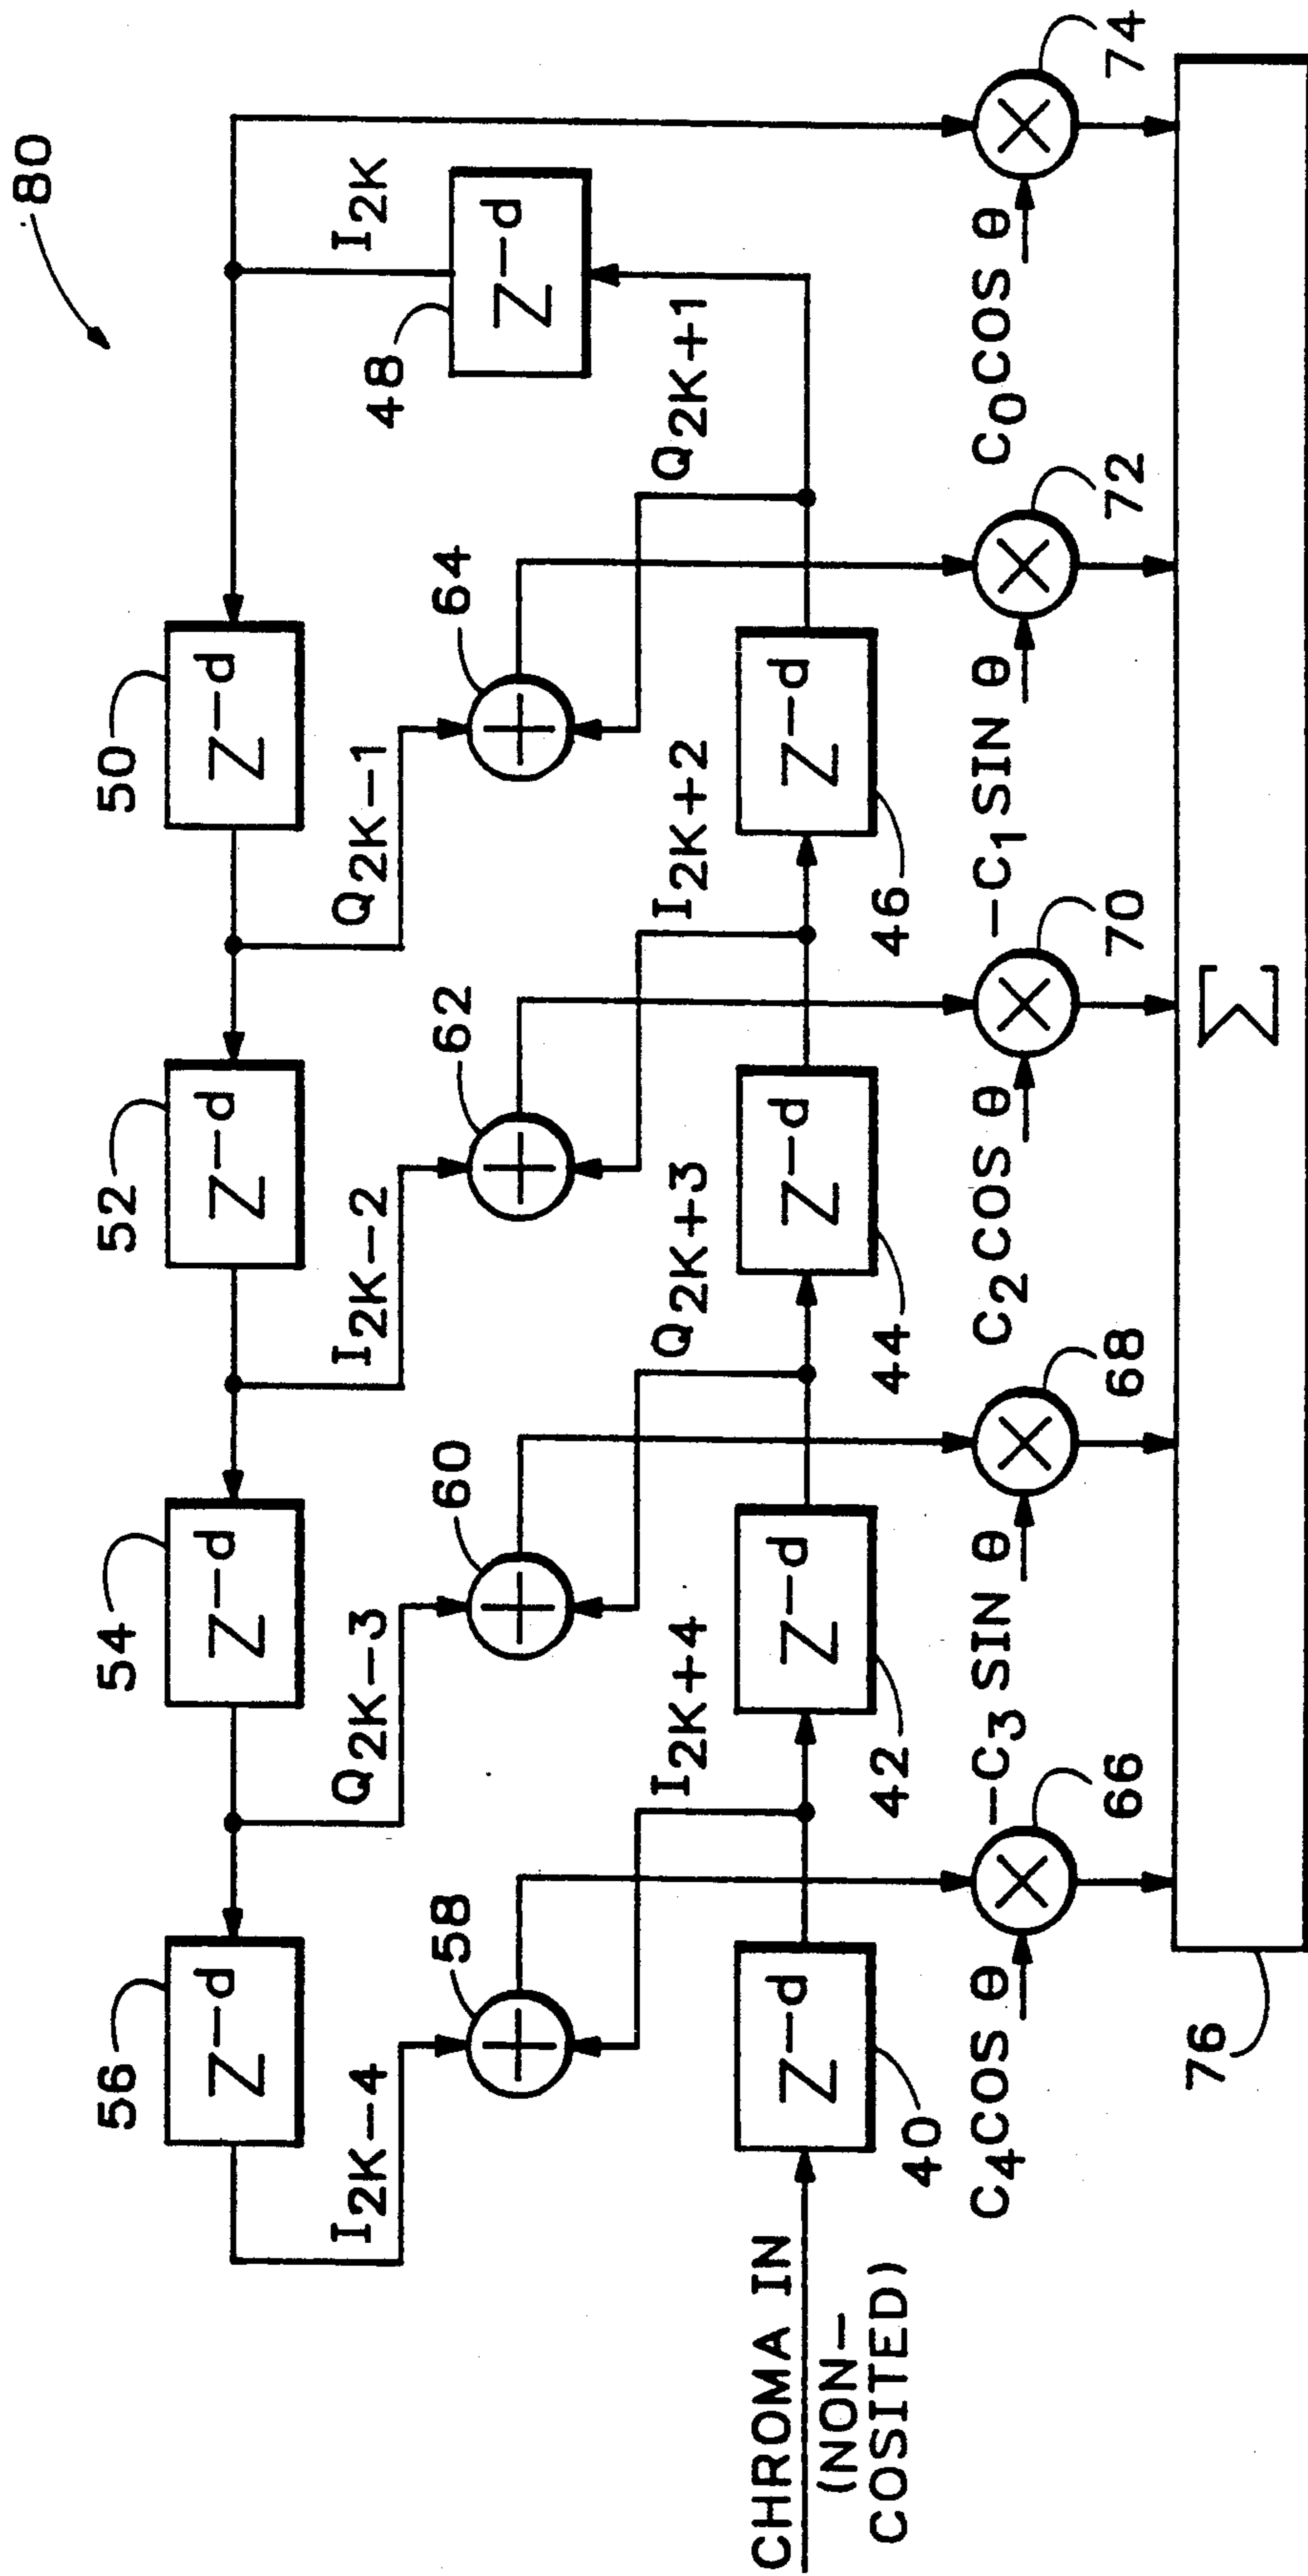 80
56
54
52
50
Z−d
Z−d
Z−d
Z−d
I2K−4
Q2K−3
I2K−2
Q2K−1
I2K
58
60
62
64
48
Z−d
I2K+4
Q2K+3
I2K+2
Q2K+1
CHROMA IN
(NON−
COSITED)
Z−d
Z−d
Z−d
Z−d
40
42
44
46
C4COS θ
−C3SIN θ
C2COS θ
−C1SIN θ
C0COS θ
66
68
70
72
74
76
Σ